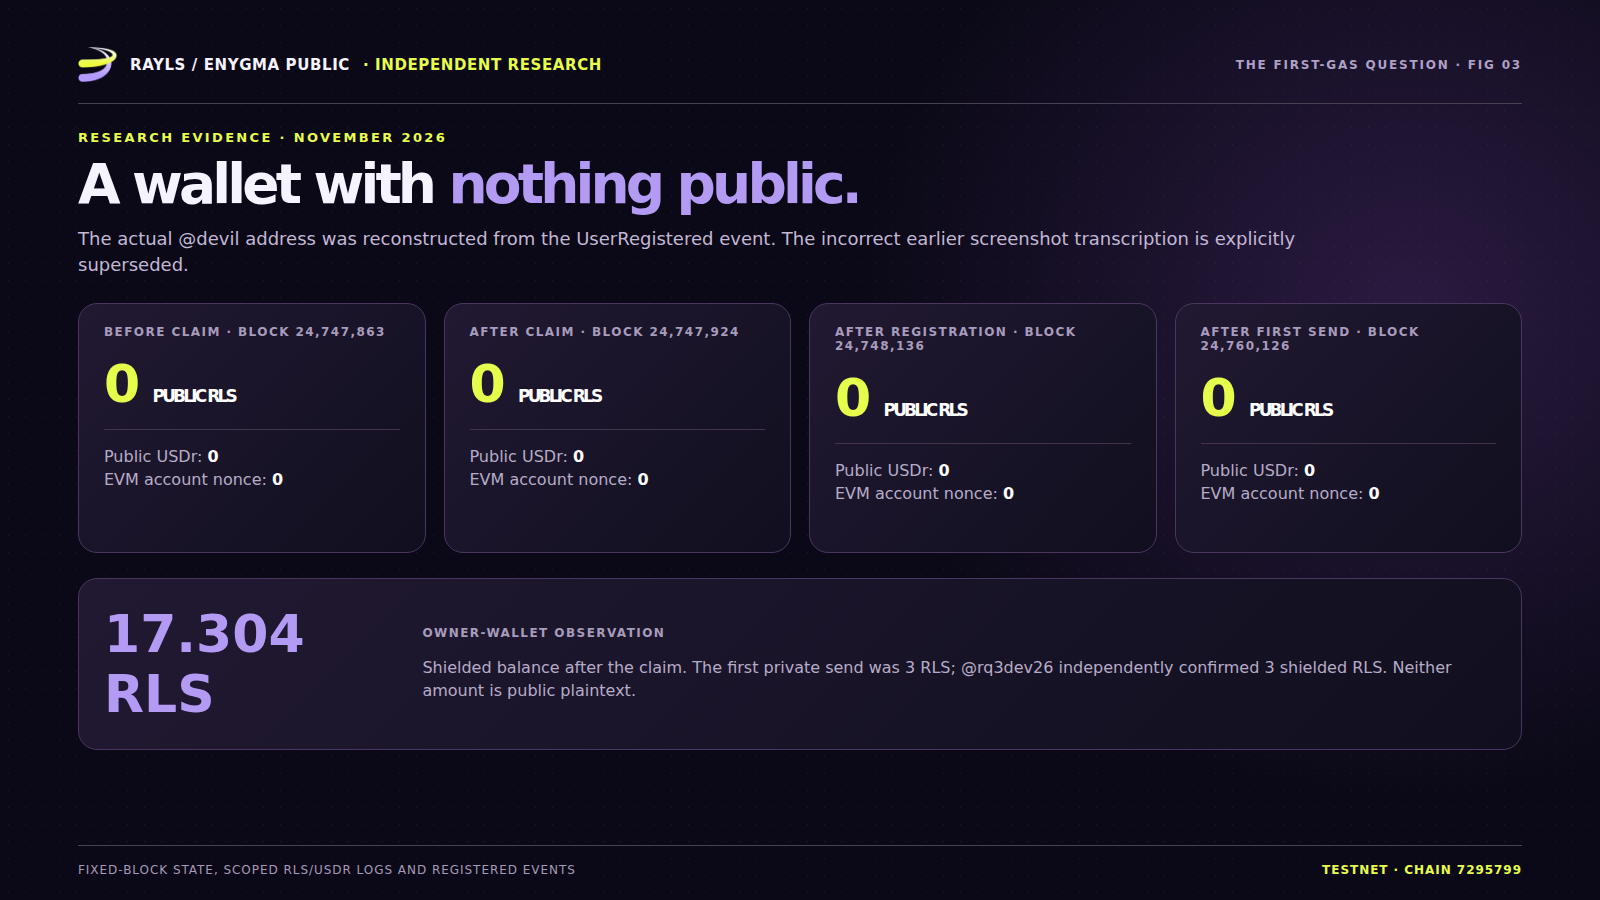 RAYLS / ENYGMA PUBLIC · INDEPENDENT RESEARCH
THE FIRST-GAS QUESTION · FIG 03
RESEARCH EVIDENCE · NOVEMBER 2026
A wallet with nothing public.
The actual @devil address was reconstructed from the UserRegistered event. The incorrect earlier screenshot transcription is explicitly
superseded.
BEFORE CLAIM · BLOCK 24,747,863
0 PUBLIC RLS
Public USDr: 0
EVM account nonce: 0
AFTER CLAIM · BLOCK 24,747,924
0 PUBLIC RLS
Public USDr: 0
EVM account nonce: 0
AFTER REGISTRATION · BLOCK
24,748,136
0 PUBLIC RLS
Public USDr: 0
EVM account nonce: 0
AFTER FIRST SEND · BLOCK
24,760,126
0 PUBLIC RLS
Public USDr: 0
EVM account nonce: 0
17.304
RLS
OWNER-WALLET OBSERVATION
Shielded balance after the claim. The first private send was 3 RLS; @rq3dev26 independently confirmed 3 shielded RLS. Neither
amount is public plaintext.
FIXED-BLOCK STATE, SCOPED RLS/USDR LOGS AND REGISTERED EVENTS
TESTNET · CHAIN 7295799